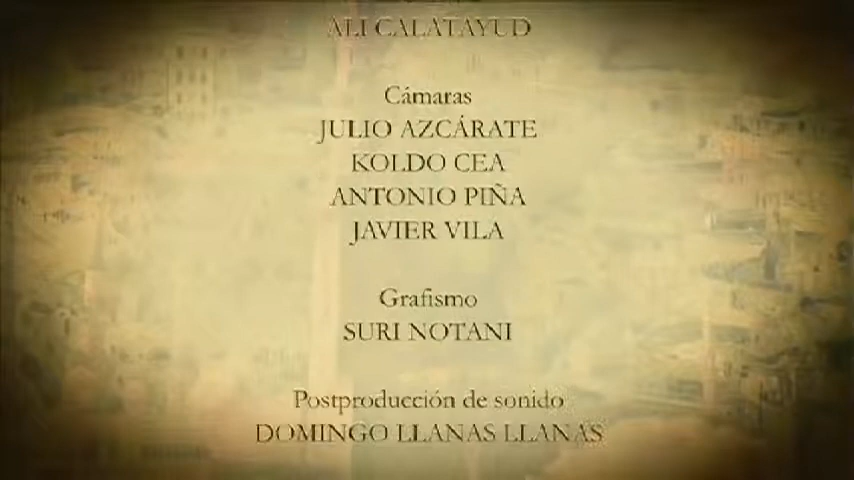 ALI CALATAYUD
Cámaras
JULIO AZCÁRATE
KOLDO CEA
ANTONIO PIÑA
JAVIER VILA
Grafismo
SURI NOTANI
Postproducción de sonido
DOMINGO LLANAS LLANAS